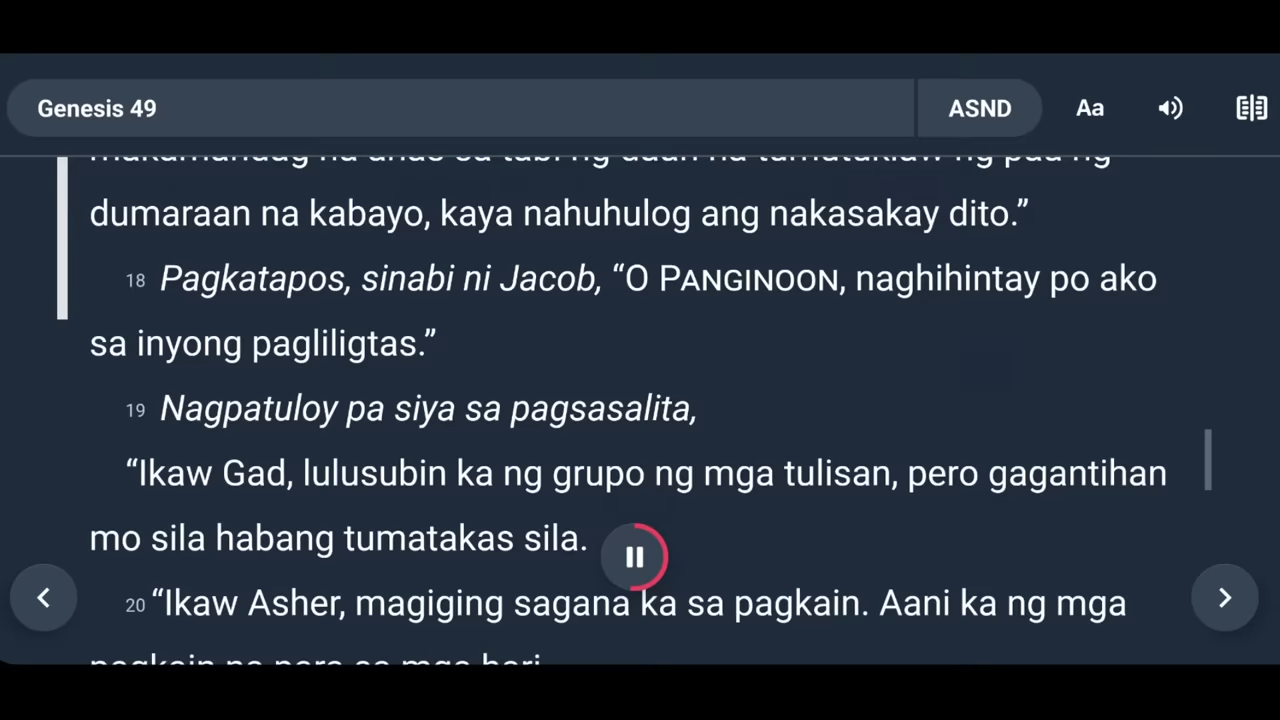 Genesis 49
ASND
Aa
dumaraan na kabayo, kaya nahuhulog ang nakasakay dito.”
18 Pagkatapos, sinabi ni Jacob, “O PANGINOON, naghihintay po ako
sa inyong pagliligtas.”
19 Nagpatuloy pa siya sa pagsasalita,
“Ikaw Gad, lulusubin ka ng grupo ng mga tulisan, pero gagantihan
mo sila habang tumatakas sila.
20 “Ikaw Asher, magiging sagana ka sa pagkain. Aani ka ng mga